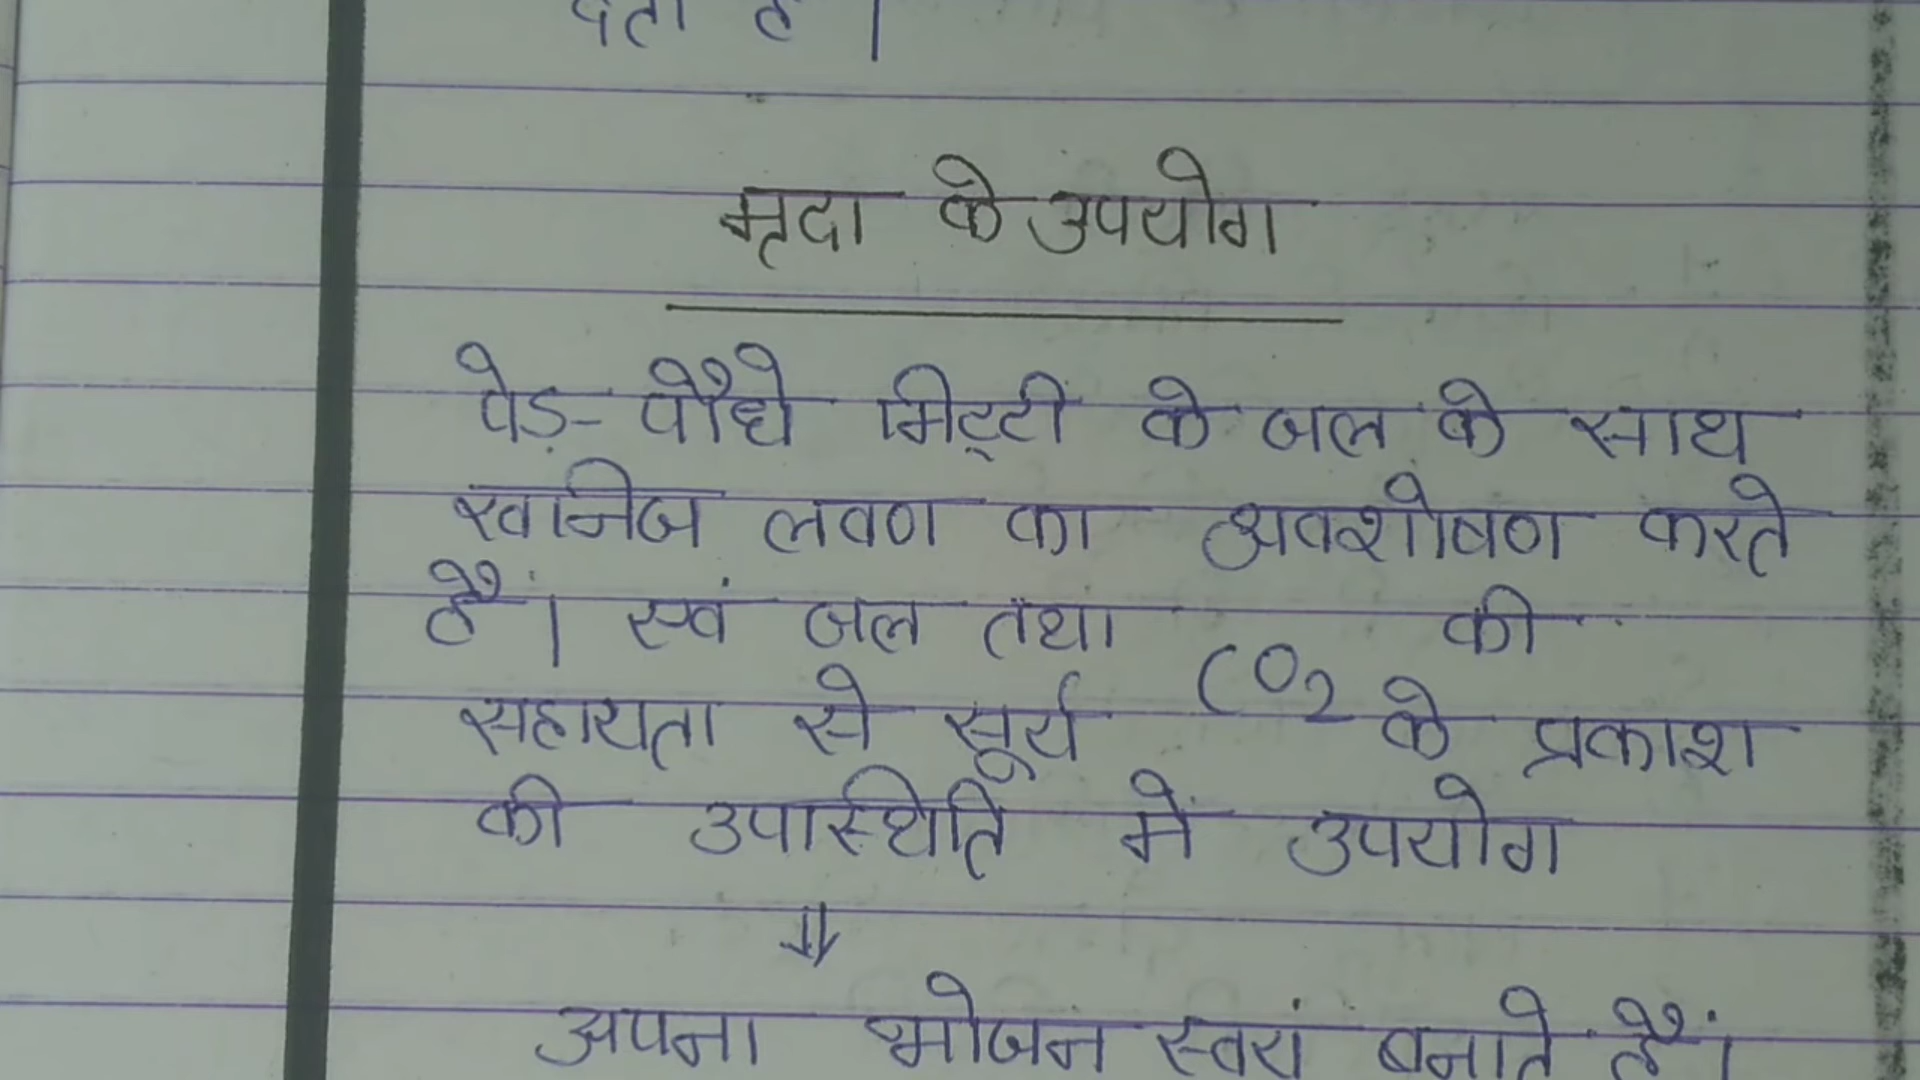 मृदा के उपयोग
पेड़-पौधे मिट्टी के जल के साथ
खनिज लवण का अवशोषण करते
हैं। एवं जल तथा CO2 की
सहायता से सूर्य के प्रकाश
की उपस्थिति में उपयोग
⇓
अपना भोजन स्वयं बनाते हैं।